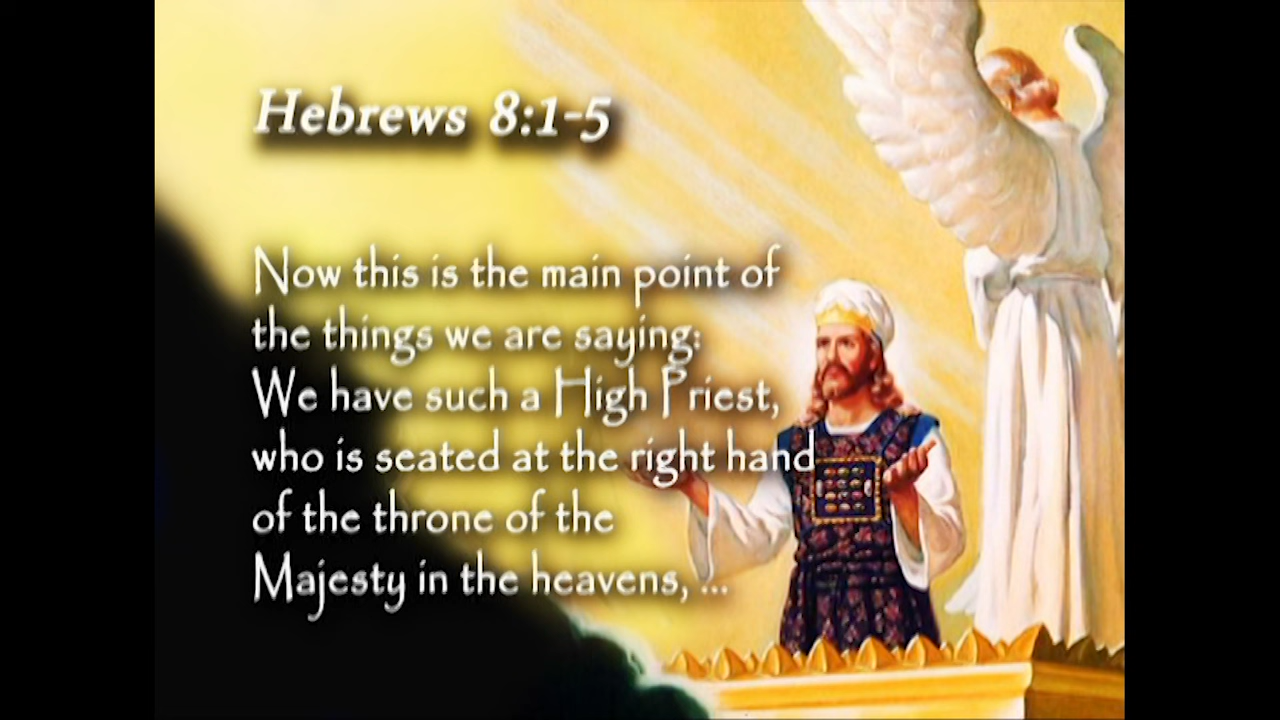 Hebrews 8:1-5
Now this is the main point of
the things we are saying:
We have such a High Priest,
who is seated at the right hand
of the throne of the
Majesty in the heavens, ...